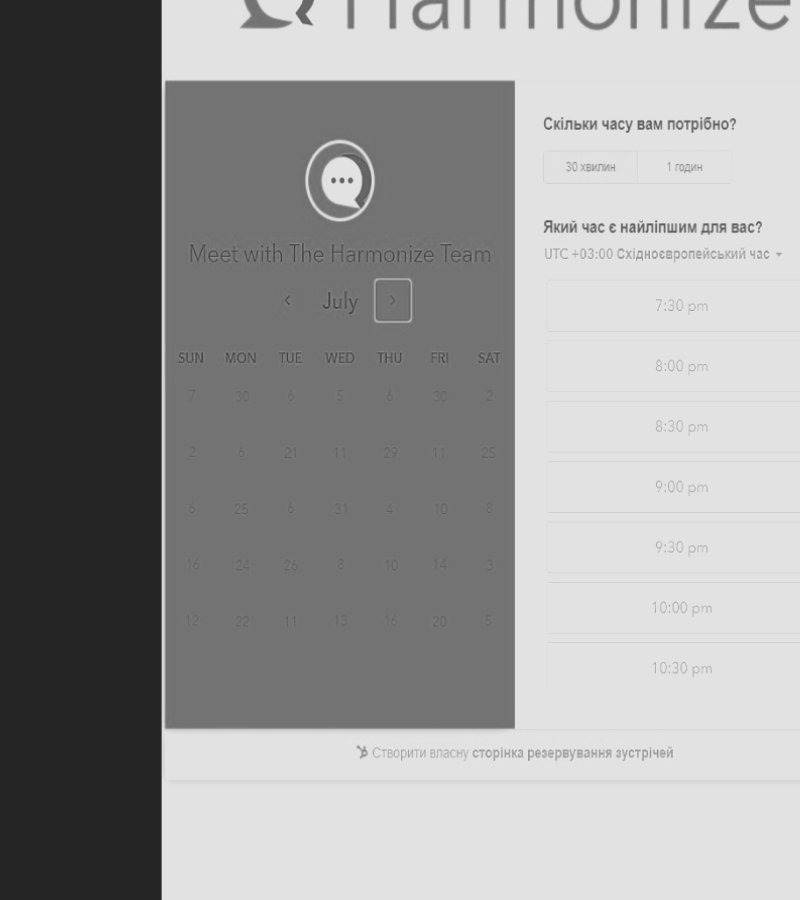 Harmonize
Meet with The Harmonize Team
July
SUN MON TUE WED THU FRI SAT
7 30 6 5 6 30 2
2 6 21 11 29 11 25
6 25 6 31 4 10 8
16 24 26 8 10 14 3
12 22 11 13 16 20 5
Скільки часу вам потрібно?
30 хвилин 1 годин
Який час є найліпшим для вас?
UTC +03:00 Східноєвропейський час
7:30 pm
8:00 pm
8:30 pm
9:00 pm
9:30 pm
10:00 pm
10:30 pm
Створити власну сторінка резервування зустрічей